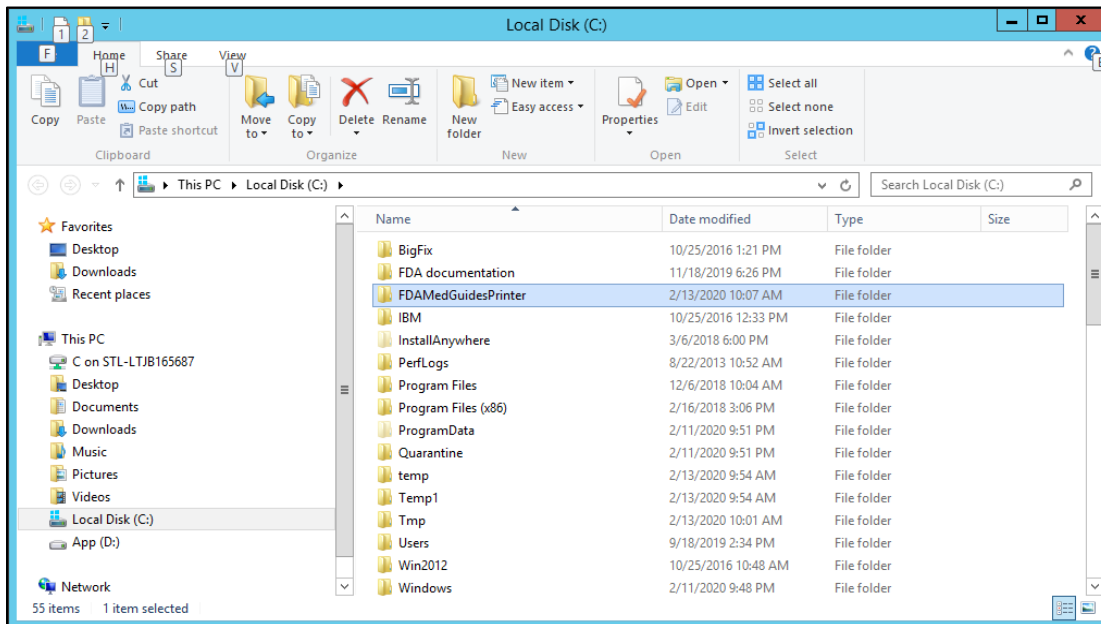 Local Disk (C:)
1 2
F Home Share View
H S V
E
Copy Paste Cut Copy path Paste shortcut Move to Copy to Delete Rename New folder New item Easy access Properties Open Edit Select all Select none Invert selection
Clipboard Organize New Open Select
This PC Local Disk (C:) Search Local Disk (C:)
Name Date modified Type Size
Favorites
Desktop
Downloads
Recent places
This PC
C on STL-LTJB165687
Desktop
Documents
Downloads
Music
Pictures
Videos
Local Disk (C:)
App (D:)
Network
BigFix 10/25/2016 1:21 PM File folder
FDA documentation 11/18/2019 6:26 PM File folder
FDAMedGuidesPrinter 2/13/2020 10:07 AM File folder
IBM 10/25/2016 12:33 PM File folder
InstallAnywhere 3/6/2018 6:00 PM File folder
PerfLogs 8/22/2013 10:52 AM File folder
Program Files 12/6/2018 10:04 AM File folder
Program Files (x86) 2/16/2018 3:06 PM File folder
ProgramData 2/11/2020 9:51 PM File folder
Quarantine 2/11/2020 9:51 PM File folder
temp 2/13/2020 9:54 AM File folder
Temp1 2/13/2020 9:54 AM File folder
Tmp 2/13/2020 10:01 AM File folder
Users 9/18/2019 2:34 PM File folder
Win2012 10/25/2016 10:48 AM File folder
Windows 2/11/2020 9:48 PM File folder
55 items 1 item selected